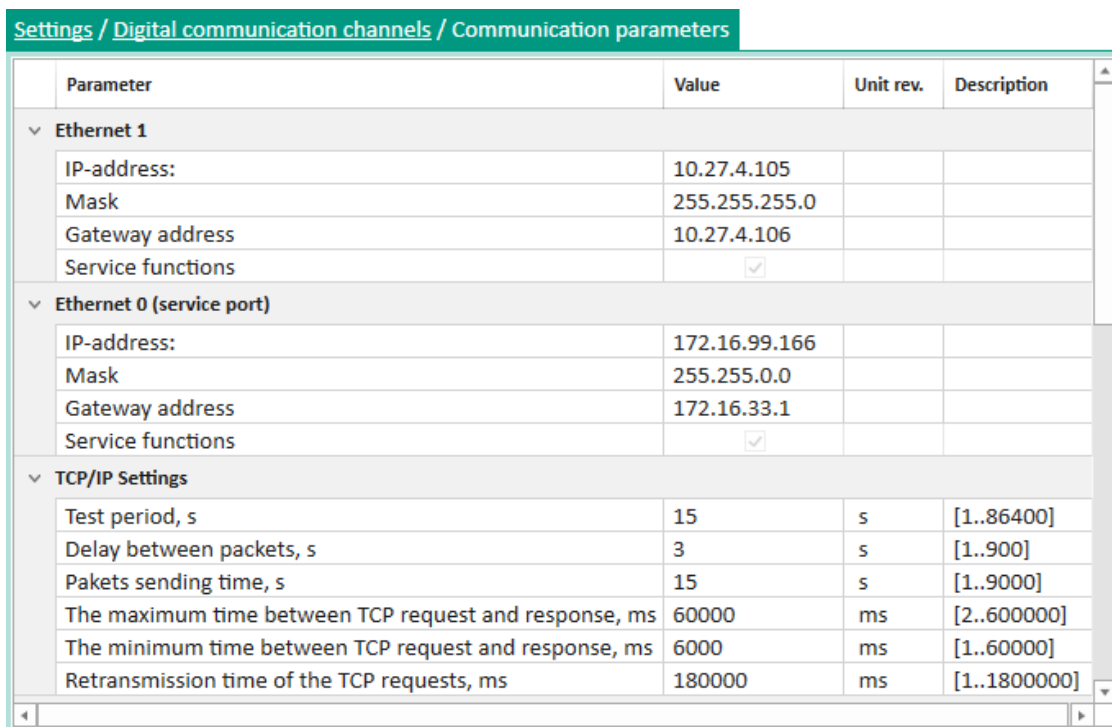 Settings / Digital communication channels / Communication parameters
Parameter Value Unit rev. Description
Ethernet 1
IP-address: 10.27.4.105
Mask 255.255.255.0
Gateway address 10.27.4.106
Service functions
Ethernet 0 (service port)
IP-address: 172.16.99.166
Mask 255.255.0.0
Gateway address 172.16.33.1
Service functions
TCP/IP Settings
Test period, s 15 s [1..86400]
Delay between packets, s 3 s [1..900]
Pakets sending time, s 15 s [1..9000]
The maximum time between TCP request and response, ms 60000 ms [2..600000]
The minimum time between TCP request and response, ms 6000 ms [1..60000]
Retransmission time of the TCP requests, ms 180000 ms [1..1800000]